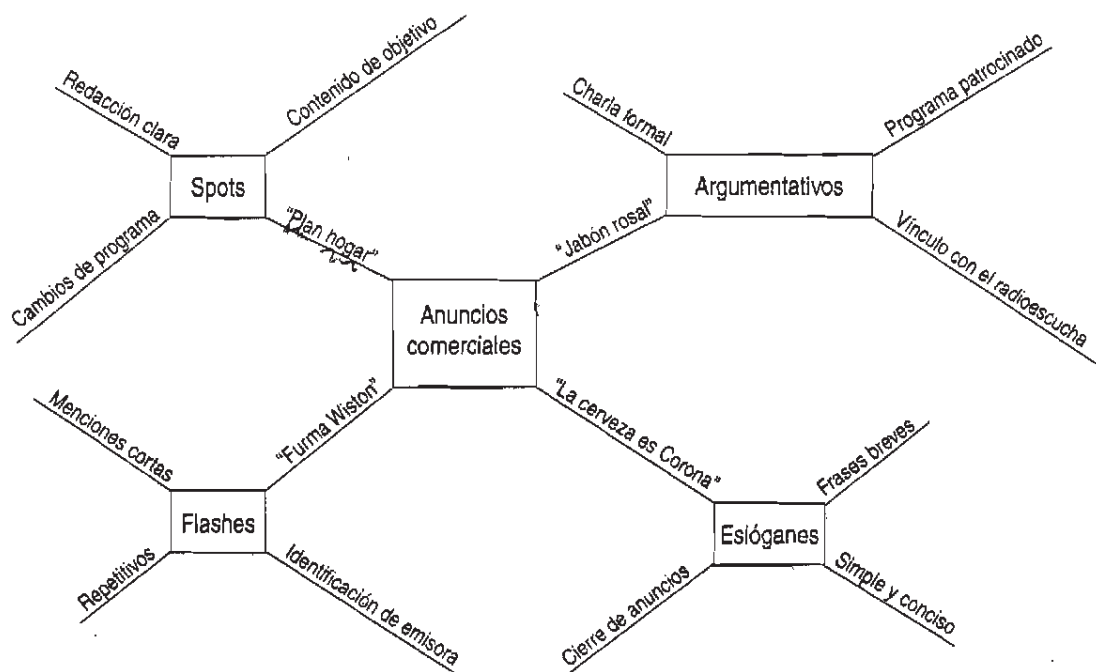 Redacción clara
Contenido de objetivo
Spots
Cambios de programa
"Plan hogar"
Charla formal
Programa patrocinado
Argumentativos
"Jabón rosal"
Vínculo con el radioescucha
Anuncios
comerciales
Menciones cortas
"Furma Wiston"
Flashes
Repetitivos
Identificación de emisora
"La cerveza es Corona"
Frases breves
Eslóganes
Cierre de anuncios
Simple y conciso